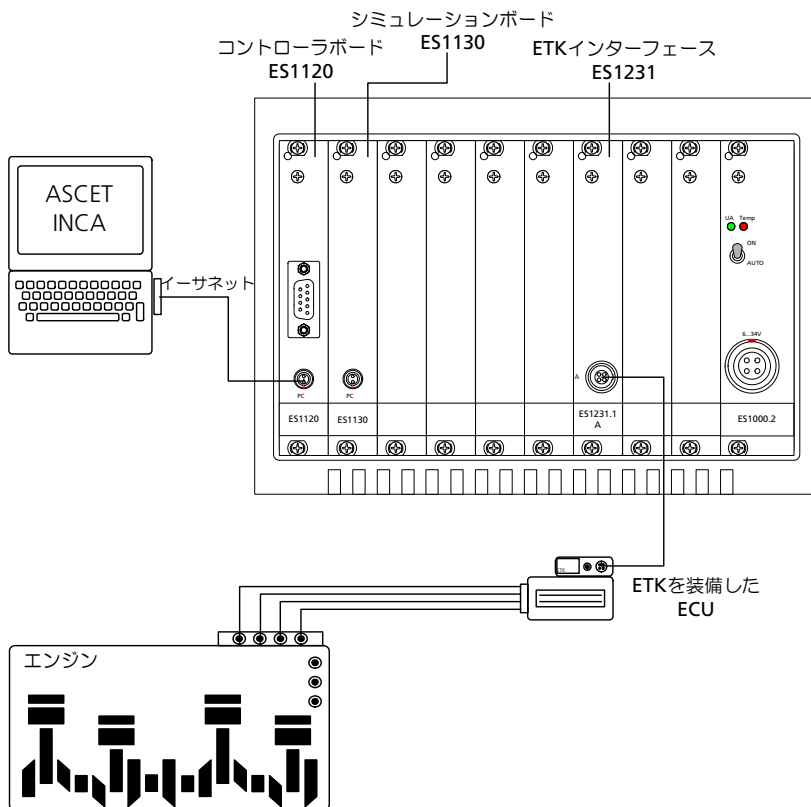 シミュレーションボード
ES1130
コントローラボード
ES1120
ETKインターフェース
ES1231
ASCET
INCA
イーサネット
UA Temp
ON
AUTO
6...34V
A
PC
PC
ES1120
ES1130
ES1231.1
A
ES1000.2
ETK
ETKを装備した
ECU
エンジン